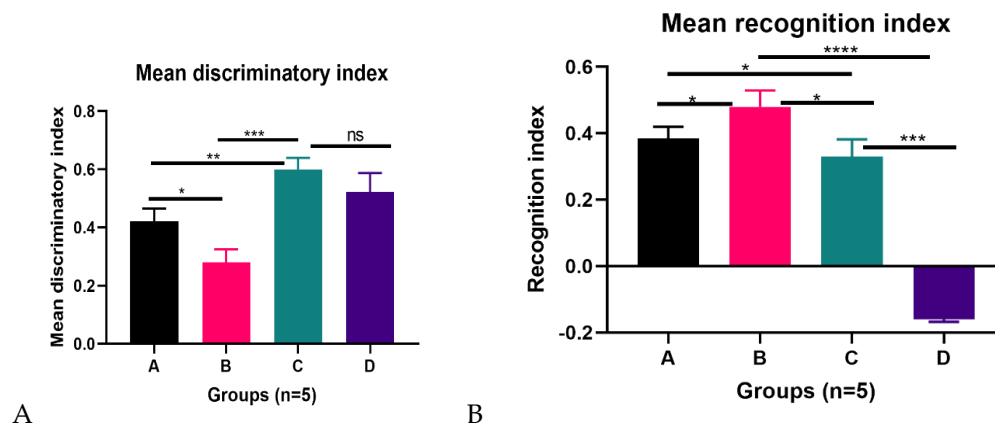 Mean discriminatory index
Mean discriminatory index
0.8
0.6
0.4
0.2
0.0
*
**
***
ns
A
B
C
D
Groups (n=5)
A
Mean recognition index
Recognition index
0.6
0.4
0.2
0.0
-0.2
****
*
*
*
***
A
B
C
D
Groups (n=5)
B